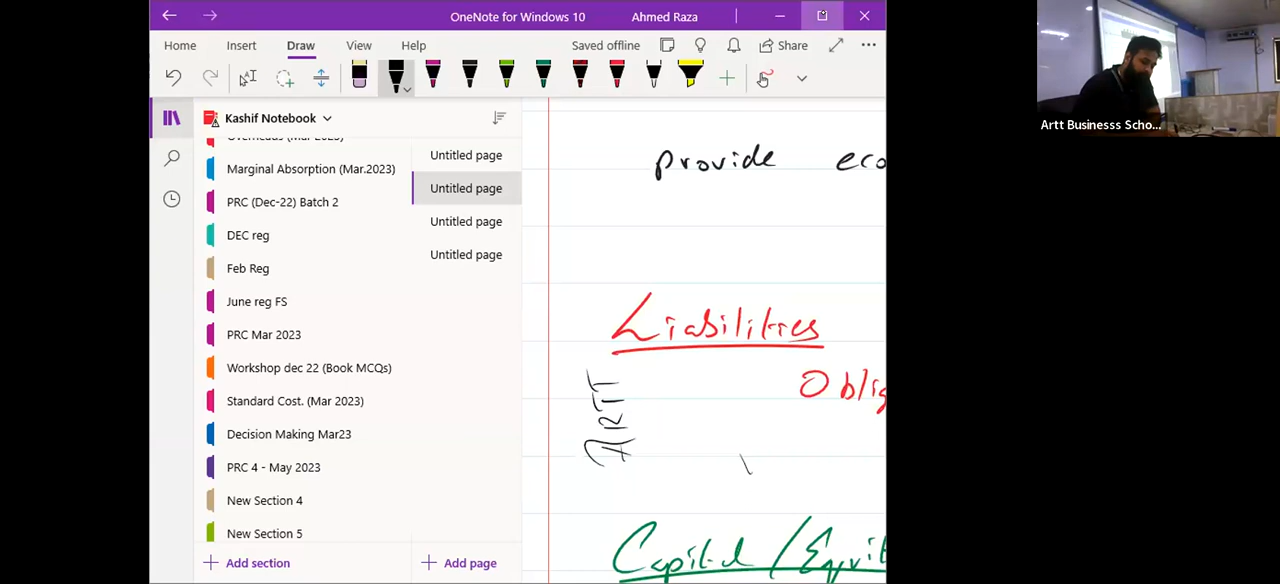 OneNote for Windows 10
Ahmed Raza
Home Insert Draw View Help
Saved offline
Share
Kashif Notebook
Overheads (Mar 2023)
Marginal Absorption (Mar.2023)
PRC (Dec-22) Batch 2
DEC reg
Feb Reg
June reg FS
PRC Mar 2023
Workshop dec 22 (Book MCQs)
Standard Cost. (Mar 2023)
Decision Making Mar23
PRC 4 - May 2023
New Section 4
New Section 5
Add section
Untitled page
Untitled page
Untitled page
Untitled page
Add page
provide eco
Liabilities
Oblig
ARTT
Capital / Equit
Artt Businesss Scho...